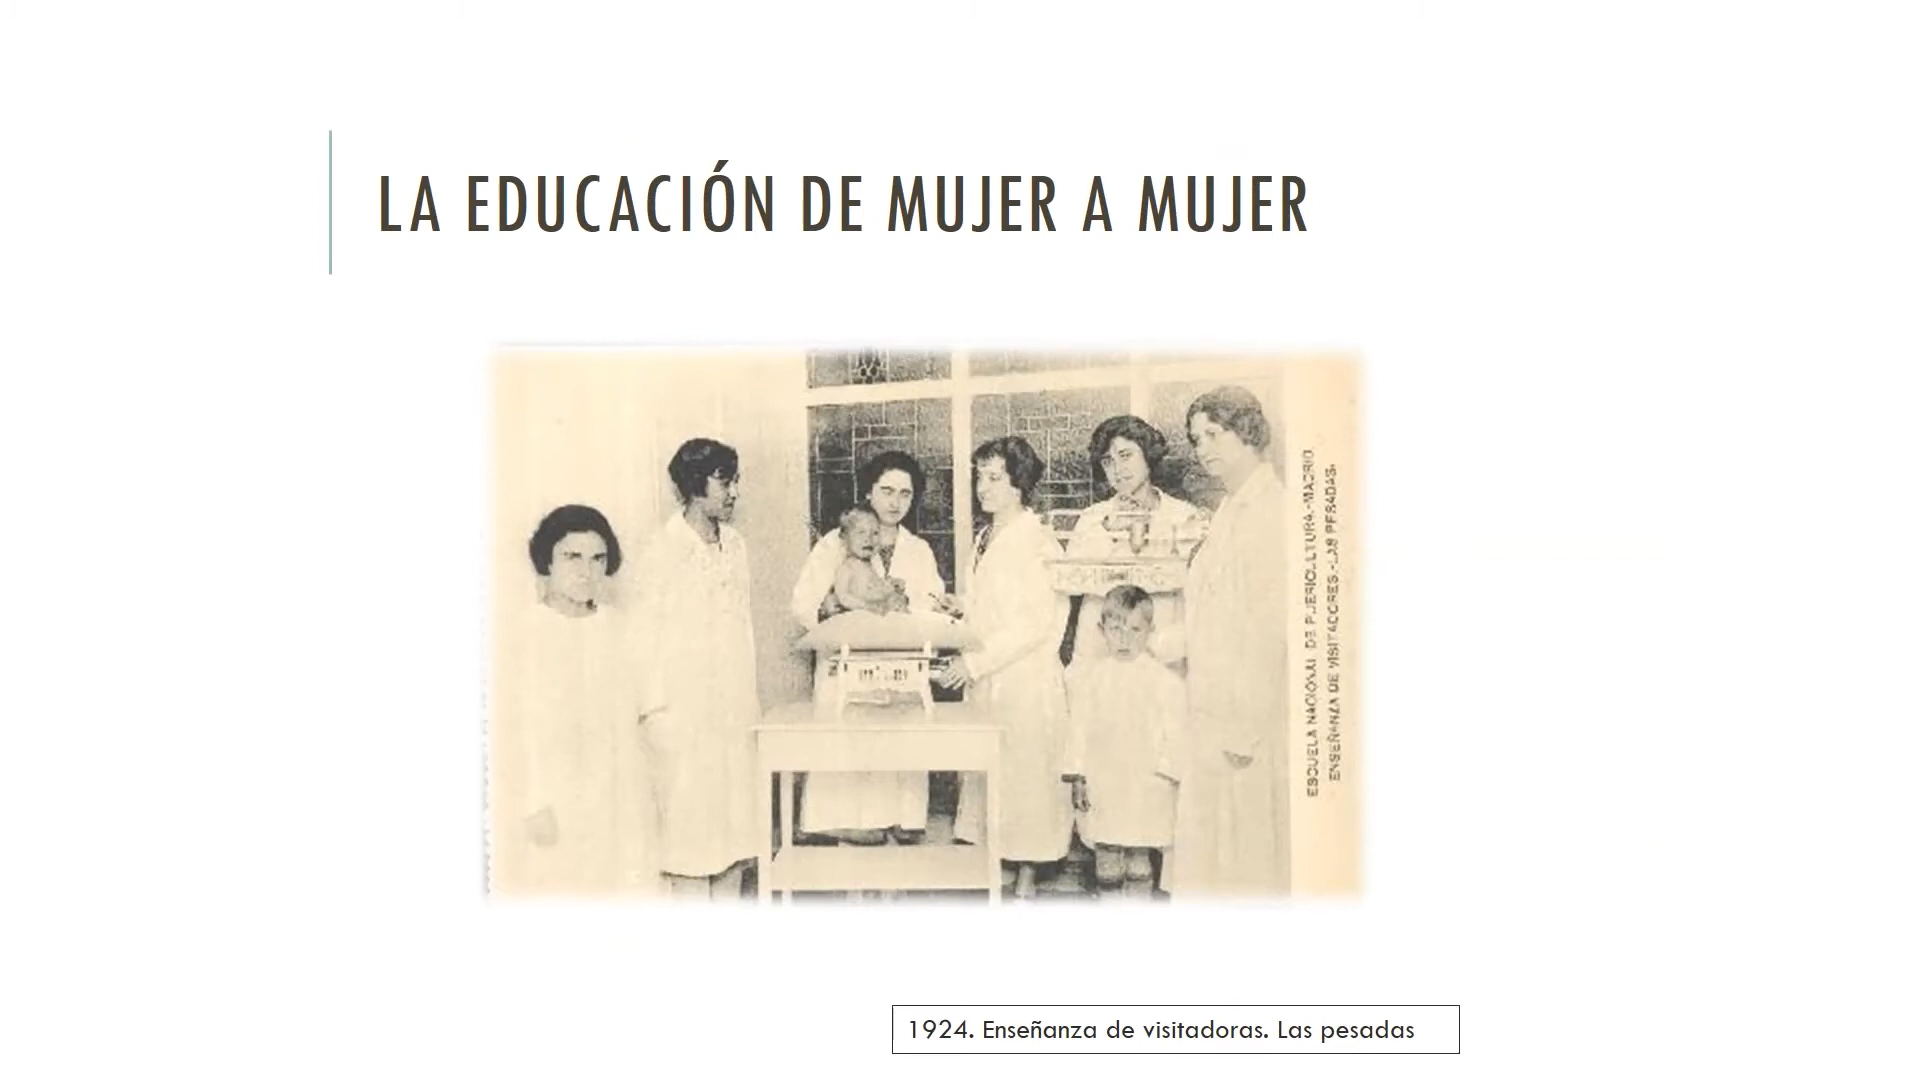 LA EDUCACIÓN DE MUJER A MUJER
ESCUELA NACIONAL DE PUERICULTURA.-MADRID
ENSEÑANZA DE VISITADORES.-LAS PESADAS-
1924. Enseñanza de visitadoras. Las pesadas